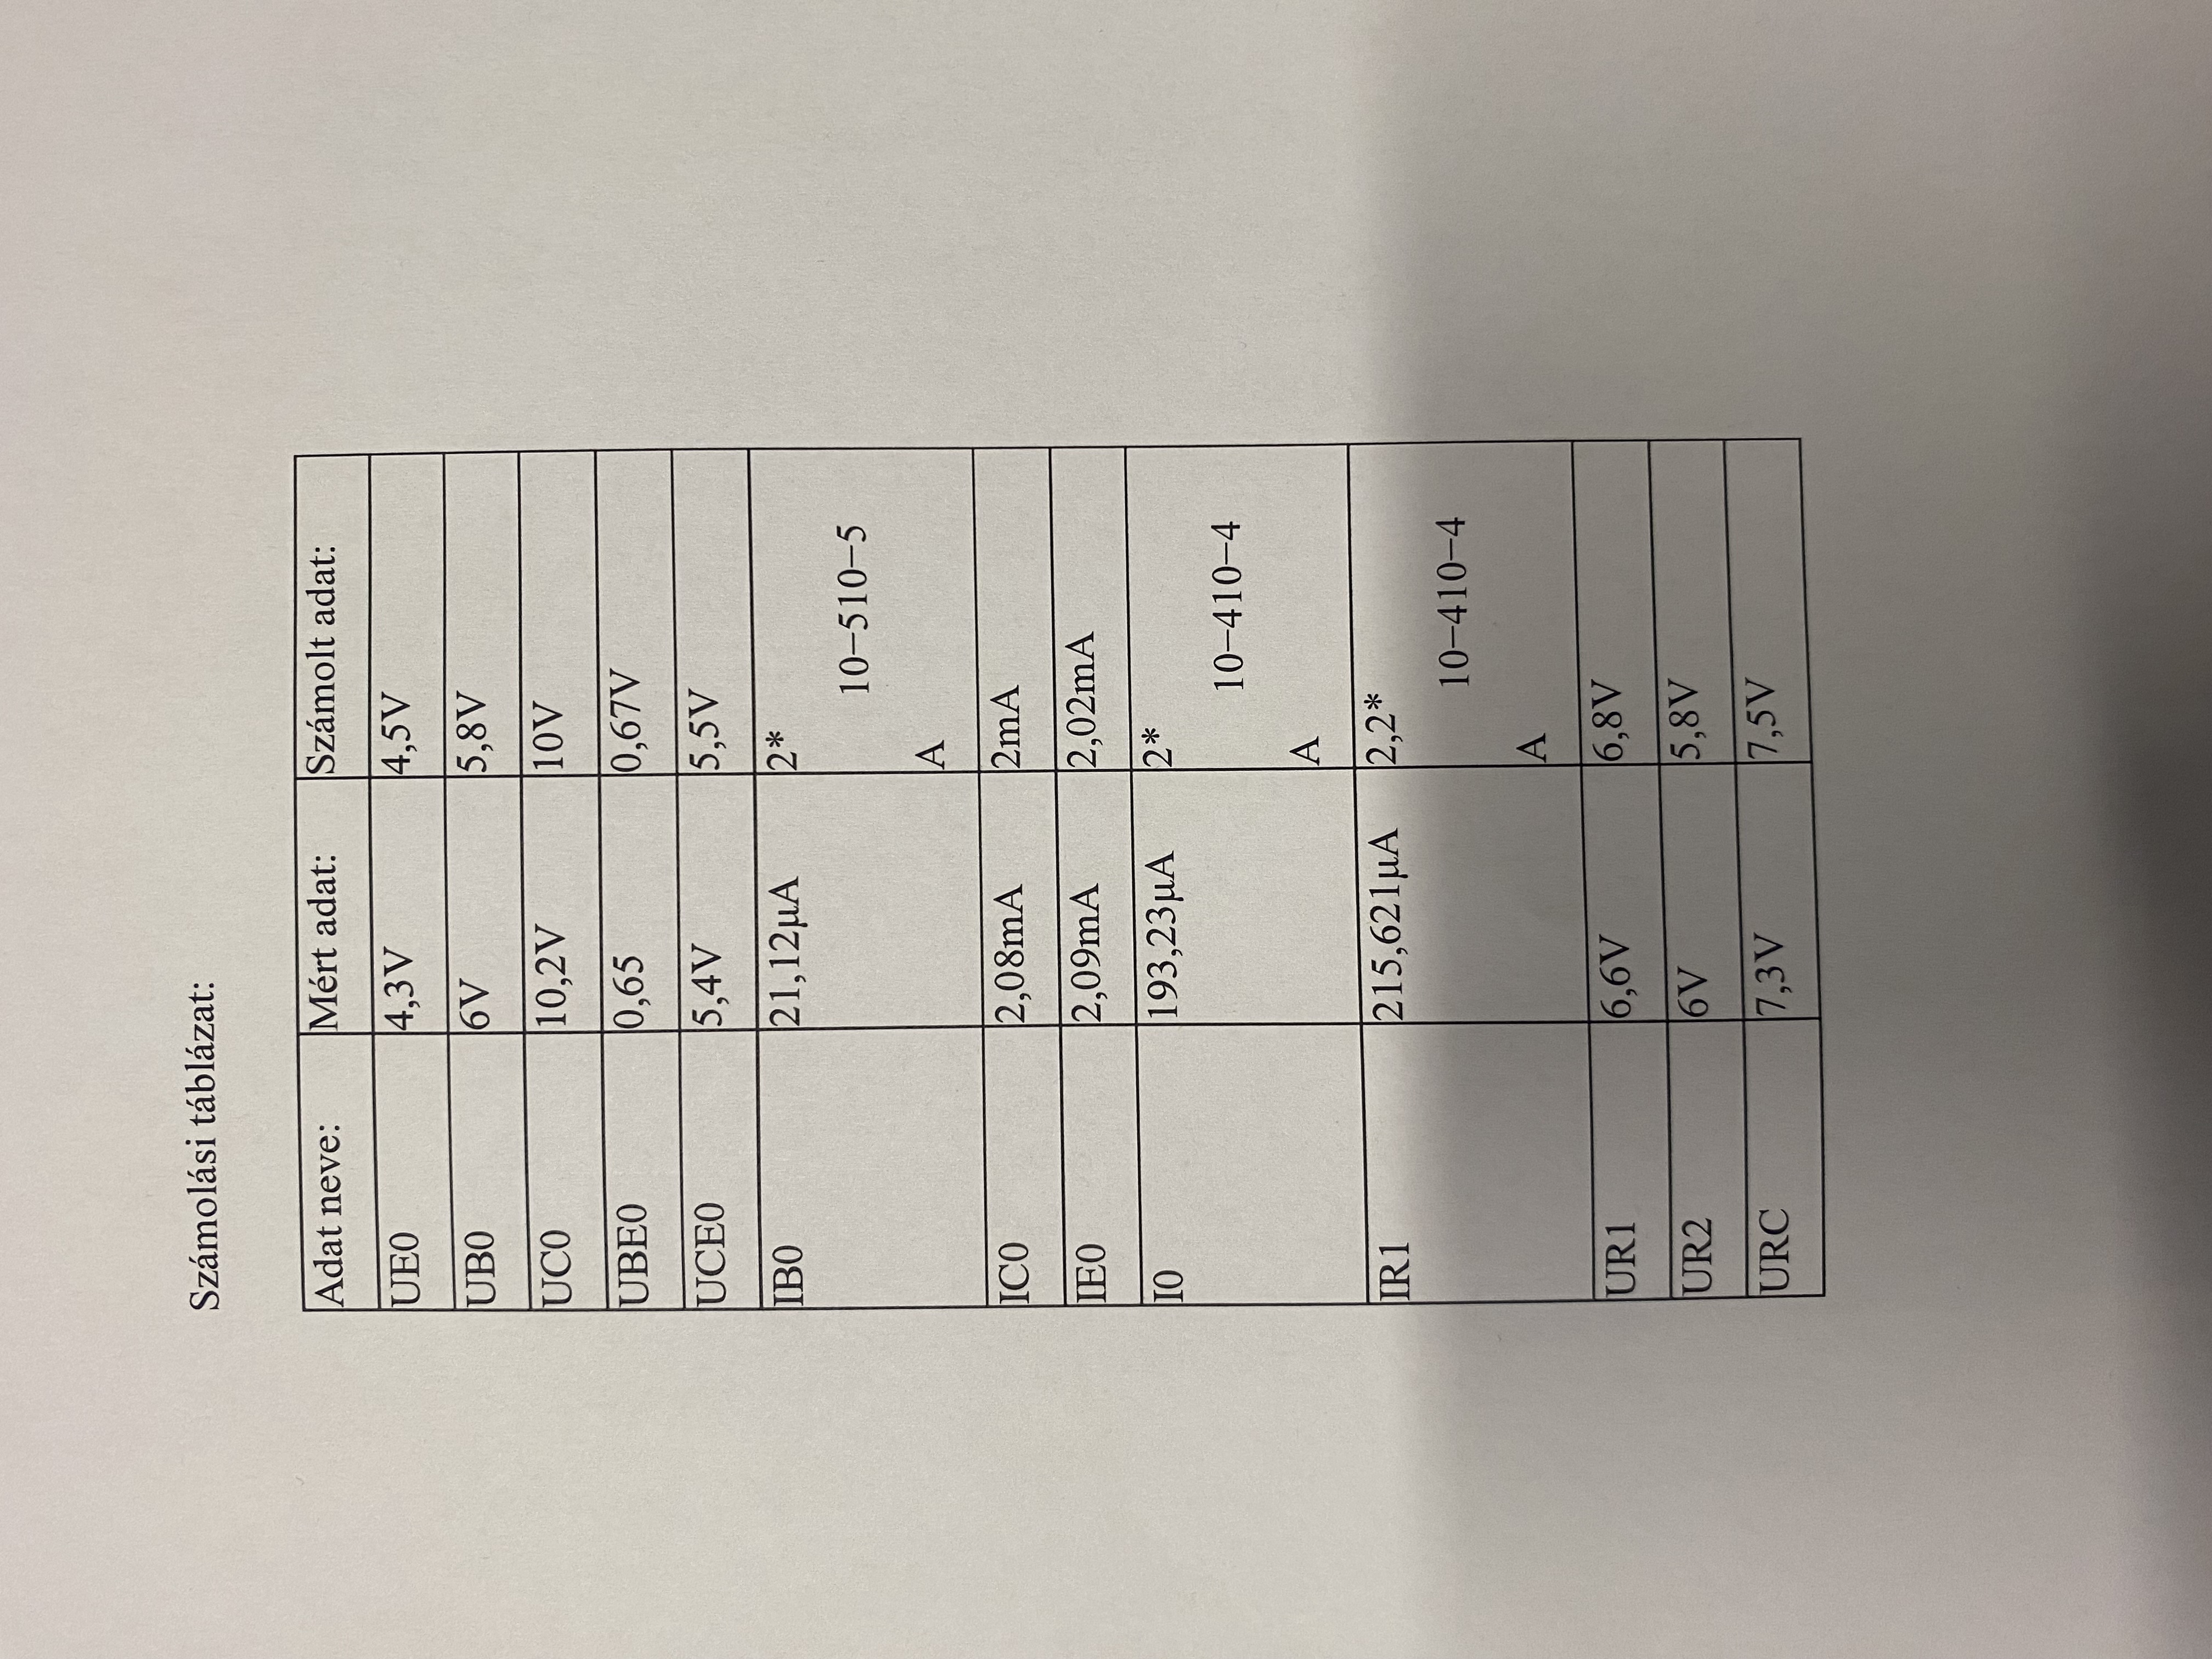 Számolási táblázat:
Adat neve: Mért adat: Számolt adat:
UE0 4,3V 4,5V
UB0 6V 5,8V
UC0 10,2V 10V
UBE0 0,65 0,67V
UCE0 5,4V 5,5V
IB0 21,12μA 2*
10−510−5
A
IC0 2,08mA 2mA
IE0 2,09mA 2,02mA
I0 193,23μA 2*
10−410−4
A
IR1 215,621μA 2,2*
10−410−4
A
UR1 6,6V 6,8V
UR2 6V 5,8V
URC 7,3V 7,5V